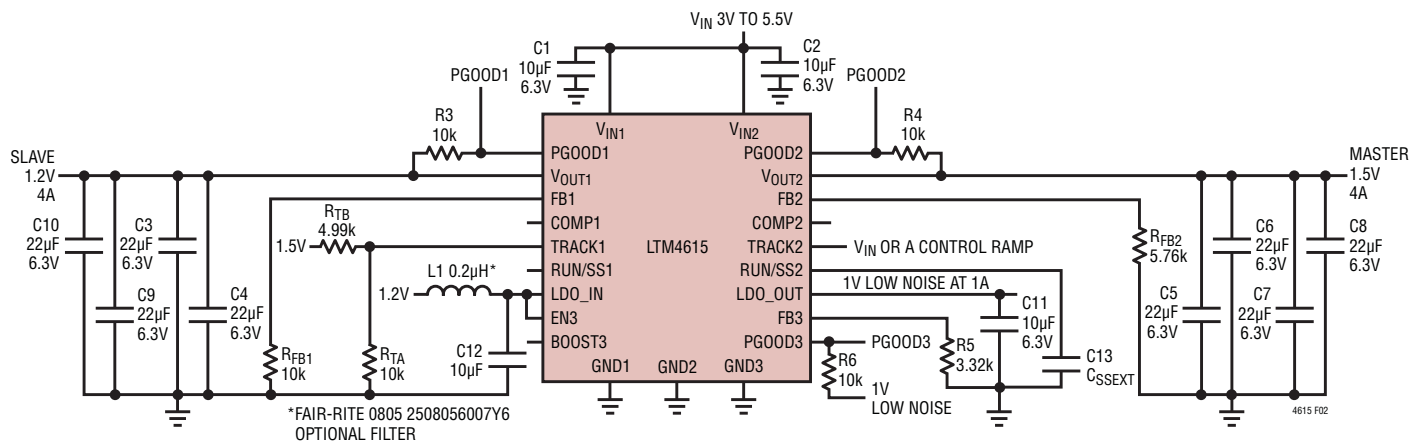 V_IN 3V TO 5.5V
C1
10µF
6.3V
C2
10µF
6.3V
PGOOD1
PGOOD2
R3
10k
R4
10k
V_IN1
V_IN2
PGOOD1
PGOOD2
SLAVE
1.2V
4A
MASTER
1.5V
4A
V_OUT1
V_OUT2
FB1
FB2
COMP1
COMP2
TRACK1
LTM4615
TRACK2
RUN/SS1
RUN/SS2
LDO_IN
LDO_OUT
EN3
FB3
BOOST3
PGOOD3
GND1
GND2
GND3
C10
22µF
6.3V
C9
22µF
6.3V
C3
22µF
6.3V
C4
22µF
6.3V
R_TB
4.99k
1.5V
L1 0.2µH*
1.2V
R_FB1
10k
R_TA
10k
C12
10µF
*FAIR-RITE 0805 2508056007Y6
OPTIONAL FILTER
V_IN OR A CONTROL RAMP
1V LOW NOISE AT 1A
C11
10µF
6.3V
PGOOD3
R6
10k
1V
LOW NOISE
R5
3.32k
C13
C_SSEXT
R_FB2
5.76k
C5
22µF
6.3V
C6
22µF
6.3V
C7
22µF
6.3V
C8
22µF
6.3V
4615 F02